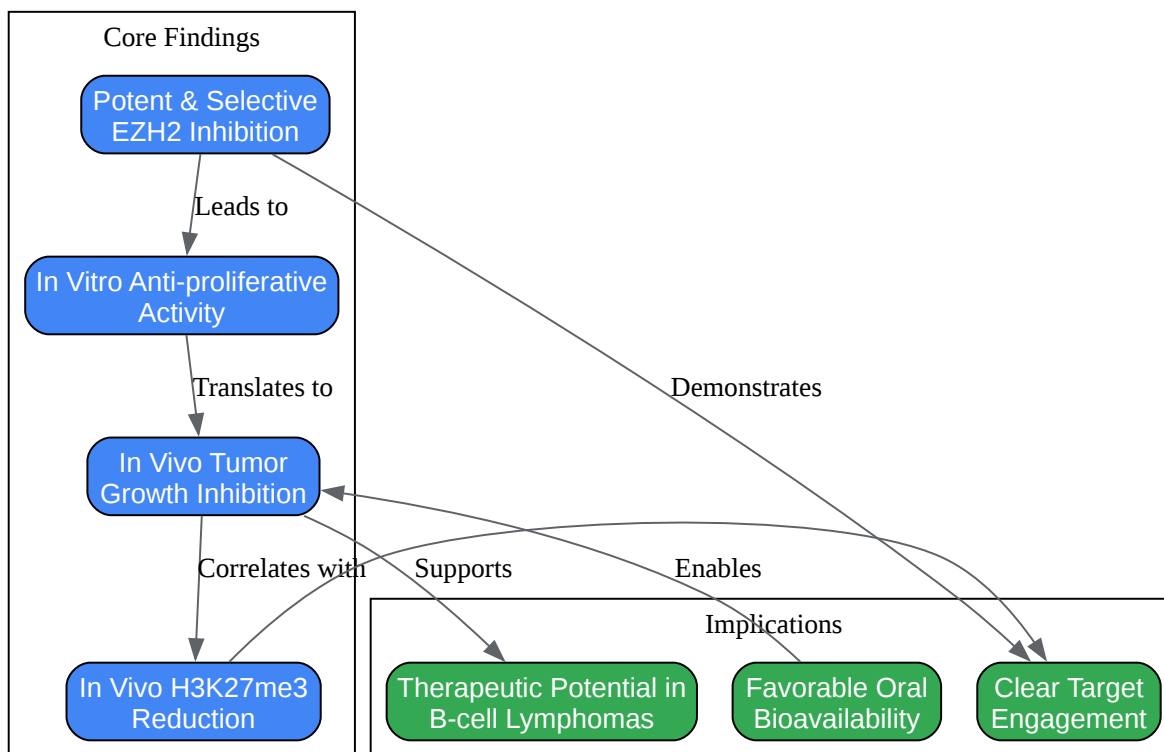 Core Findings
Potent & Selective
EZH2 Inhibition
Leads to
In Vitro Anti-proliferative
Activity
Translates to
Demonstrates
In Vivo Tumor
Growth Inhibition
Correlates with
Supports
Enables
Implications
In Vivo H3K27me3
Reduction
Therapeutic Potential in
B-cell Lymphomas
Favorable Oral
Bioavailability
Clear Target
Engagement